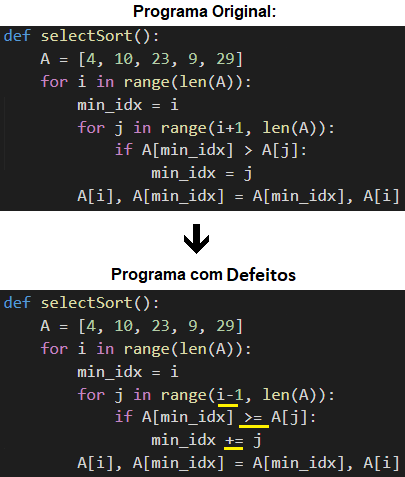 Programa Original:
def selectSort():
    A = [4, 10, 23, 9, 29]
    for i in range(len(A)):
        min_idx = i
        for j in range(i+1, len(A)):
            if A[min_idx] > A[j]:
                min_idx = j
        A[i], A[min_idx] = A[min_idx], A[i]
Programa com Defeitos
def selectSort():
    A = [4, 10, 23, 9, 29]
    for i in range(len(A)):
        min_idx = i
        for j in range(i-1, len(A)):
            if A[min_idx] >= A[j]:
                min_idx += j
        A[i], A[min_idx] = A[min_idx], A[i]